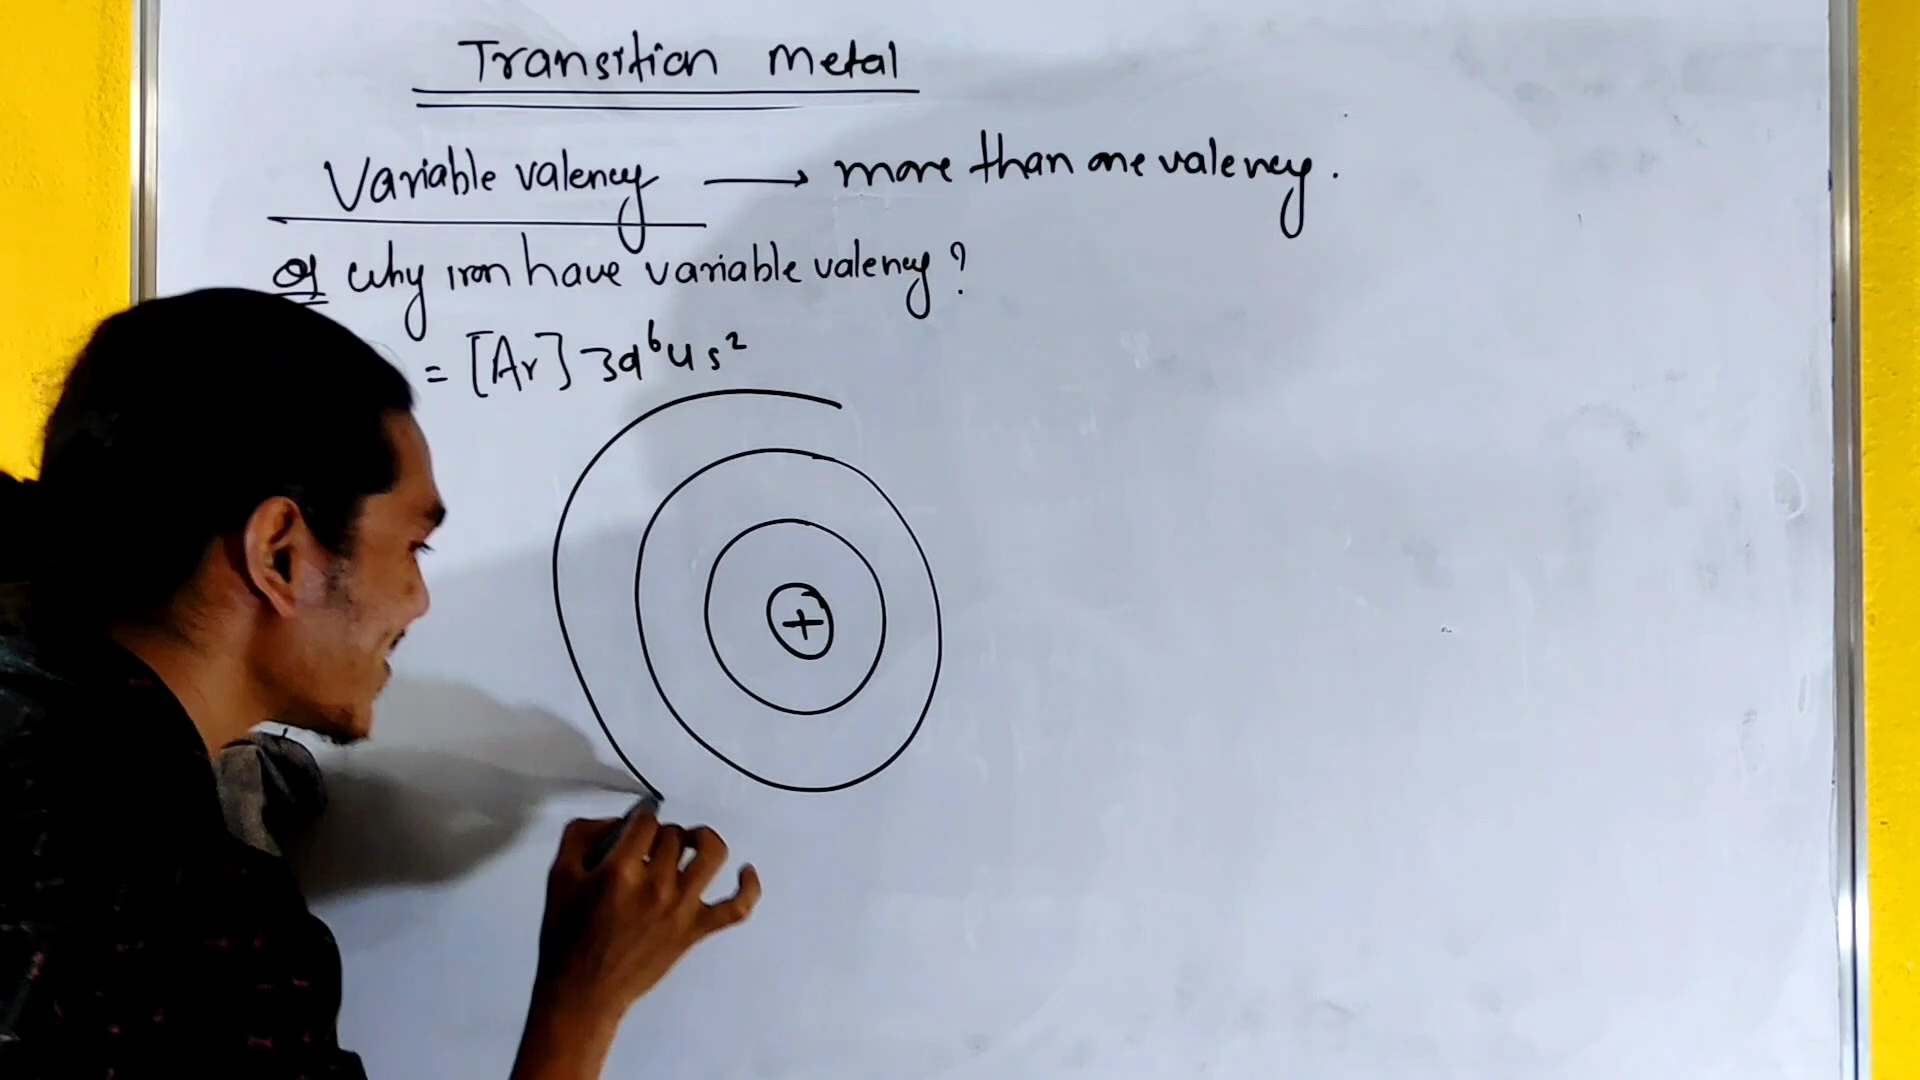 Transition Metal
Variable valency → more than one valency.
Q why iron have variable valency?
= [Ar] 3d⁶ 4s²
+